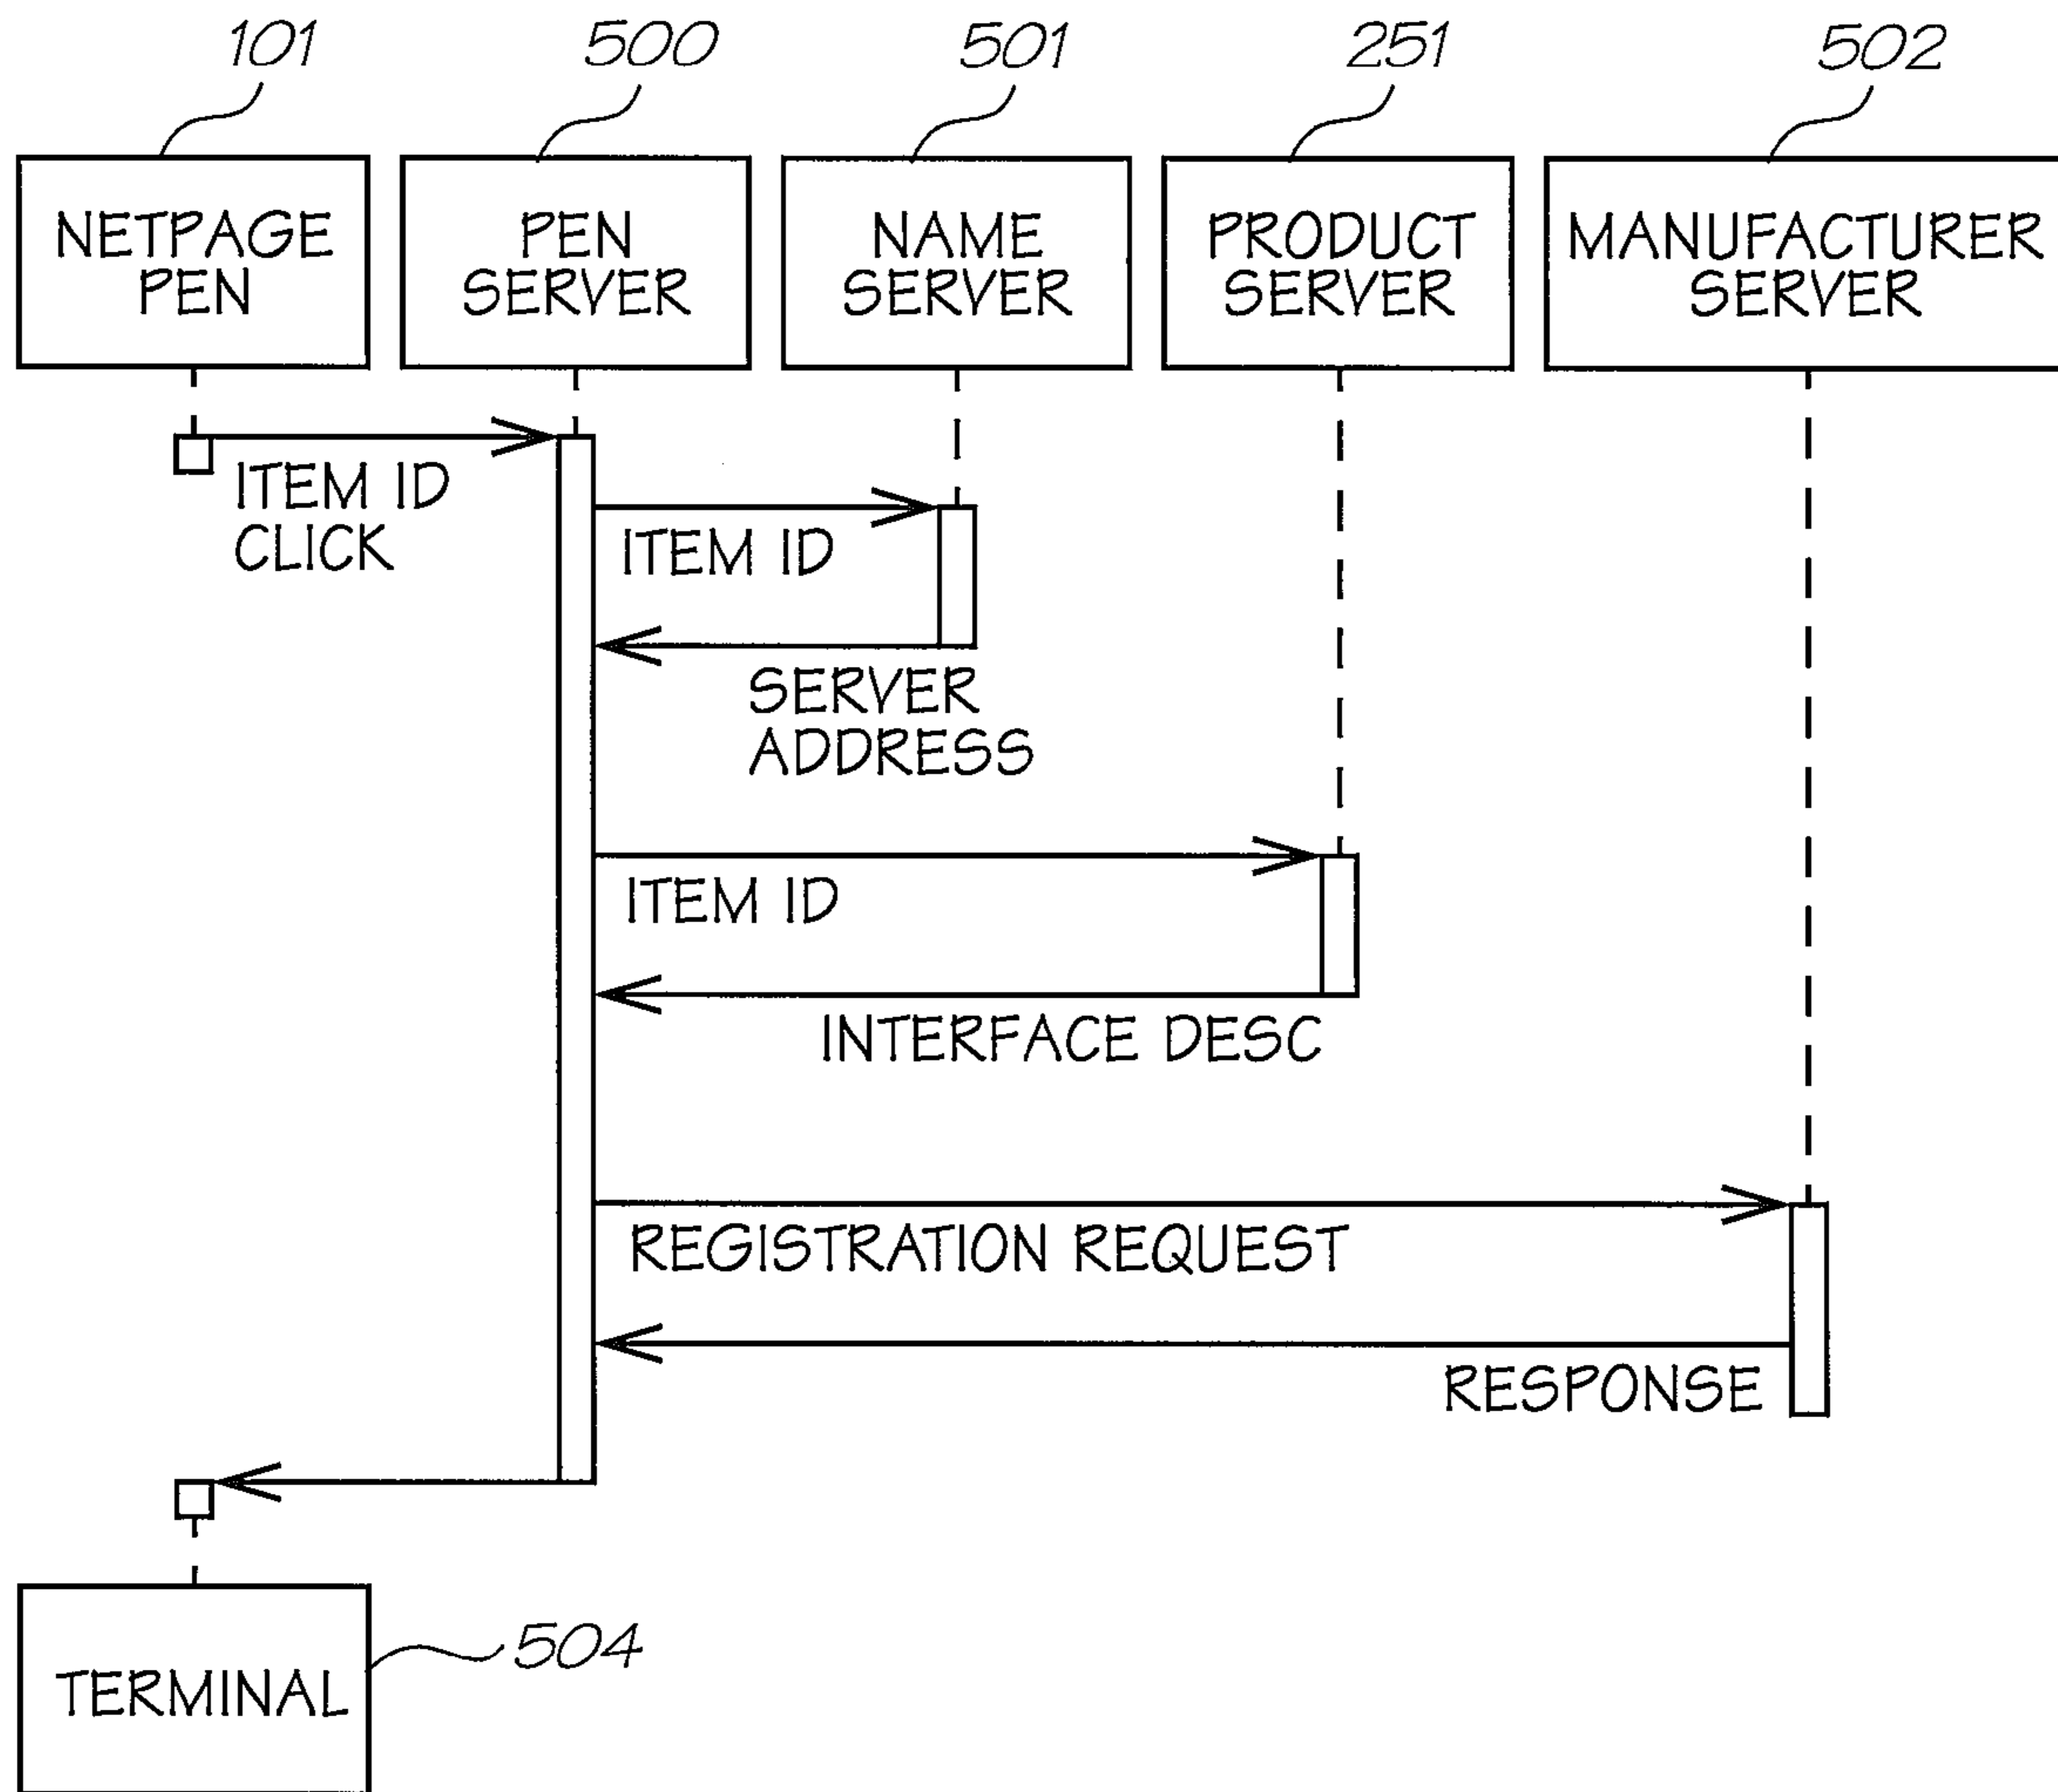 101
500
501
251
502
NETPAGE
PEN
PEN
SERVER
NAME
SERVER
PRODUCT
SERVER
MANUFACTURER
SERVER
ITEM ID
CLICK
ITEM ID
SERVER
ADDRESS
ITEM ID
INTERFACE DESC
REGISTRATION REQUEST
RESPONSE
504
TERMINAL